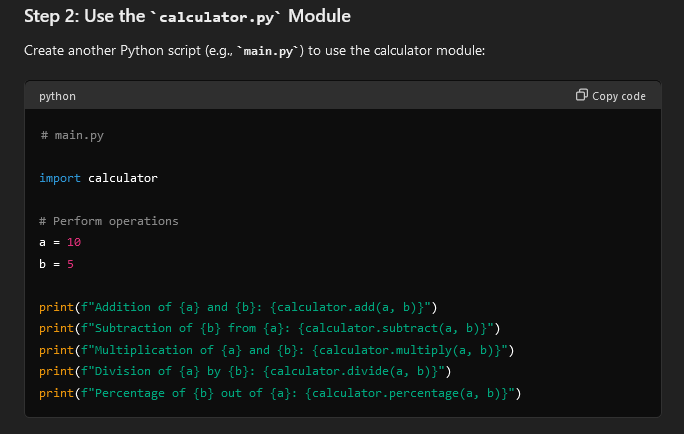 Step 2: Use the `calculator.py` Module
Create another Python script (e.g., `main.py`) to use the calculator module:
python
Copy code
# main.py
import calculator
# Perform operations
a = 10
b = 5
print(f"Addition of {a} and {b}: {calculator.add(a, b)}")
print(f"Subtraction of {b} from {a}: {calculator.subtract(a, b)}")
print(f"Multiplication of {a} and {b}: {calculator.multiply(a, b)}")
print(f"Division of {a} by {b}: {calculator.divide(a, b)}")
print(f"Percentage of {b} out of {a}: {calculator.percentage(a, b)}")